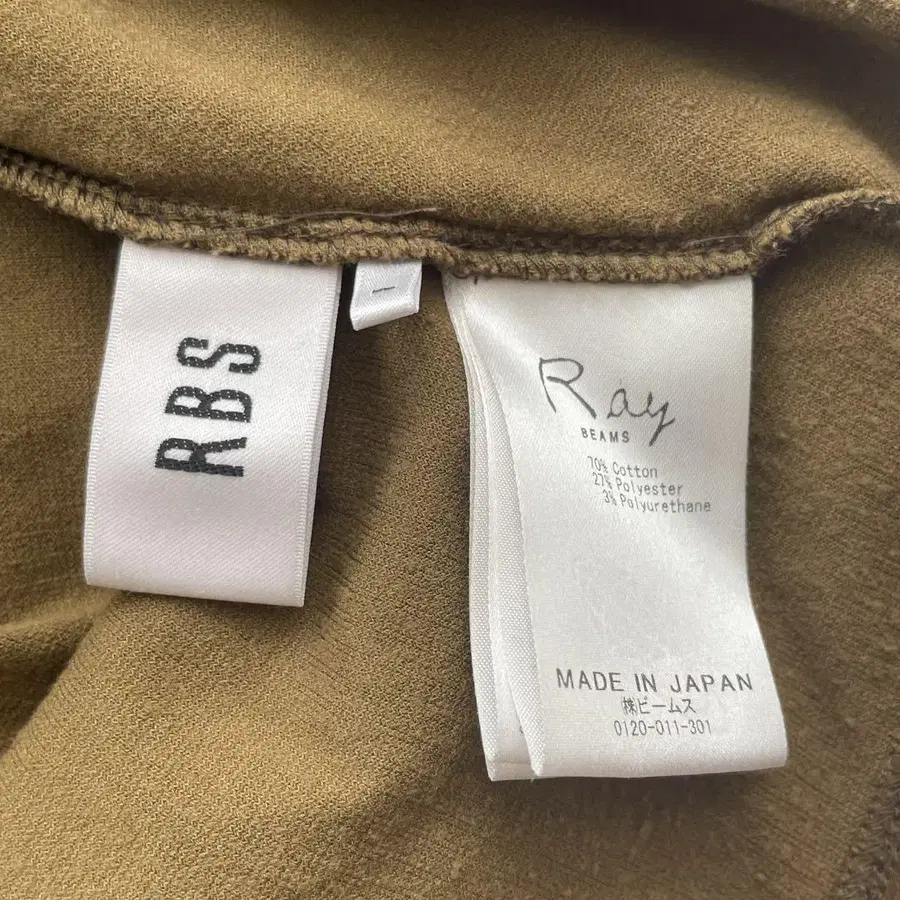 RBS
1
Ray
BEAMS
70% Cotton
27% Polyester
3% Polyurethane
MADE IN JAPAN
㈱ビームス
0120-011-301